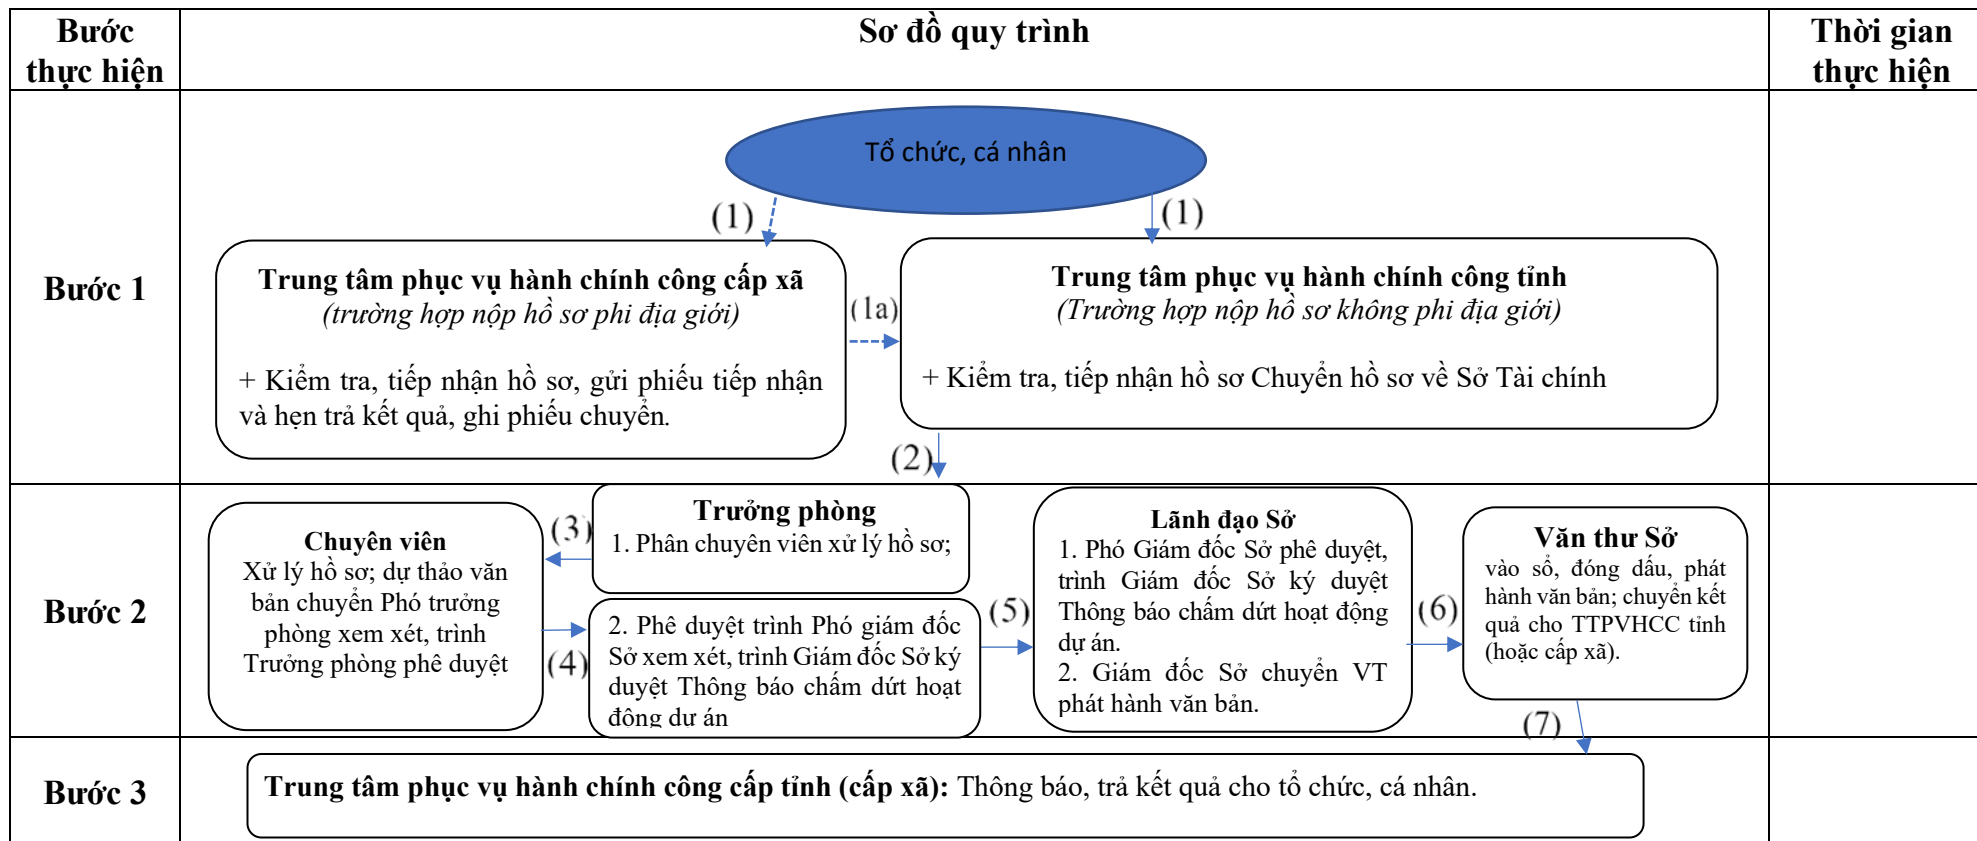 Bước
thực hiện
Sơ đồ quy trình
Thời gian
thực hiện
Bước 1
Tổ chức, cá nhân
(1)
(1)
Trung tâm phục vụ hành chính công cấp xã
(trường hợp nộp hồ sơ phi địa giới)
+ Kiểm tra, tiếp nhận hồ sơ, gửi phiếu tiếp nhận
và hẹn trả kết quả, ghi phiếu chuyển.
(1a)
Trung tâm phục vụ hành chính công tỉnh
(Trường hợp nộp hồ sơ không phi địa giới)
+ Kiểm tra, tiếp nhận hồ sơ Chuyển hồ sơ về Sở Tài chính
(2)
Bước 2
Chuyên viên
Xử lý hồ sơ; dự thảo văn
bản chuyển Phó trưởng
phòng xem xét, trình
Trưởng phòng phê duyệt
(3)
(4)
Trưởng phòng
1. Phân chuyên viên xử lý hồ sơ;
2. Phê duyệt trình Phó giám đốc
Sở xem xét, trình Giám đốc Sở ký
duyệt Thông báo chấm dứt hoạt
động dự án
(5)
Lãnh đạo Sở
1. Phó Giám đốc Sở phê duyệt,
trình Giám đốc Sở ký duyệt
Thông báo chấm dứt hoạt động
dự án.
2. Giám đốc Sở chuyển VT
phát hành văn bản.
(6)
Văn thư Sở
vào sổ, đóng dấu, phát
hành văn bản; chuyển kết
quả cho TTPVHCC tỉnh
(hoặc cấp xã).
(7)
Bước 3
Trung tâm phục vụ hành chính công cấp tỉnh (cấp xã): Thông báo, trả kết quả cho tổ chức, cá nhân.